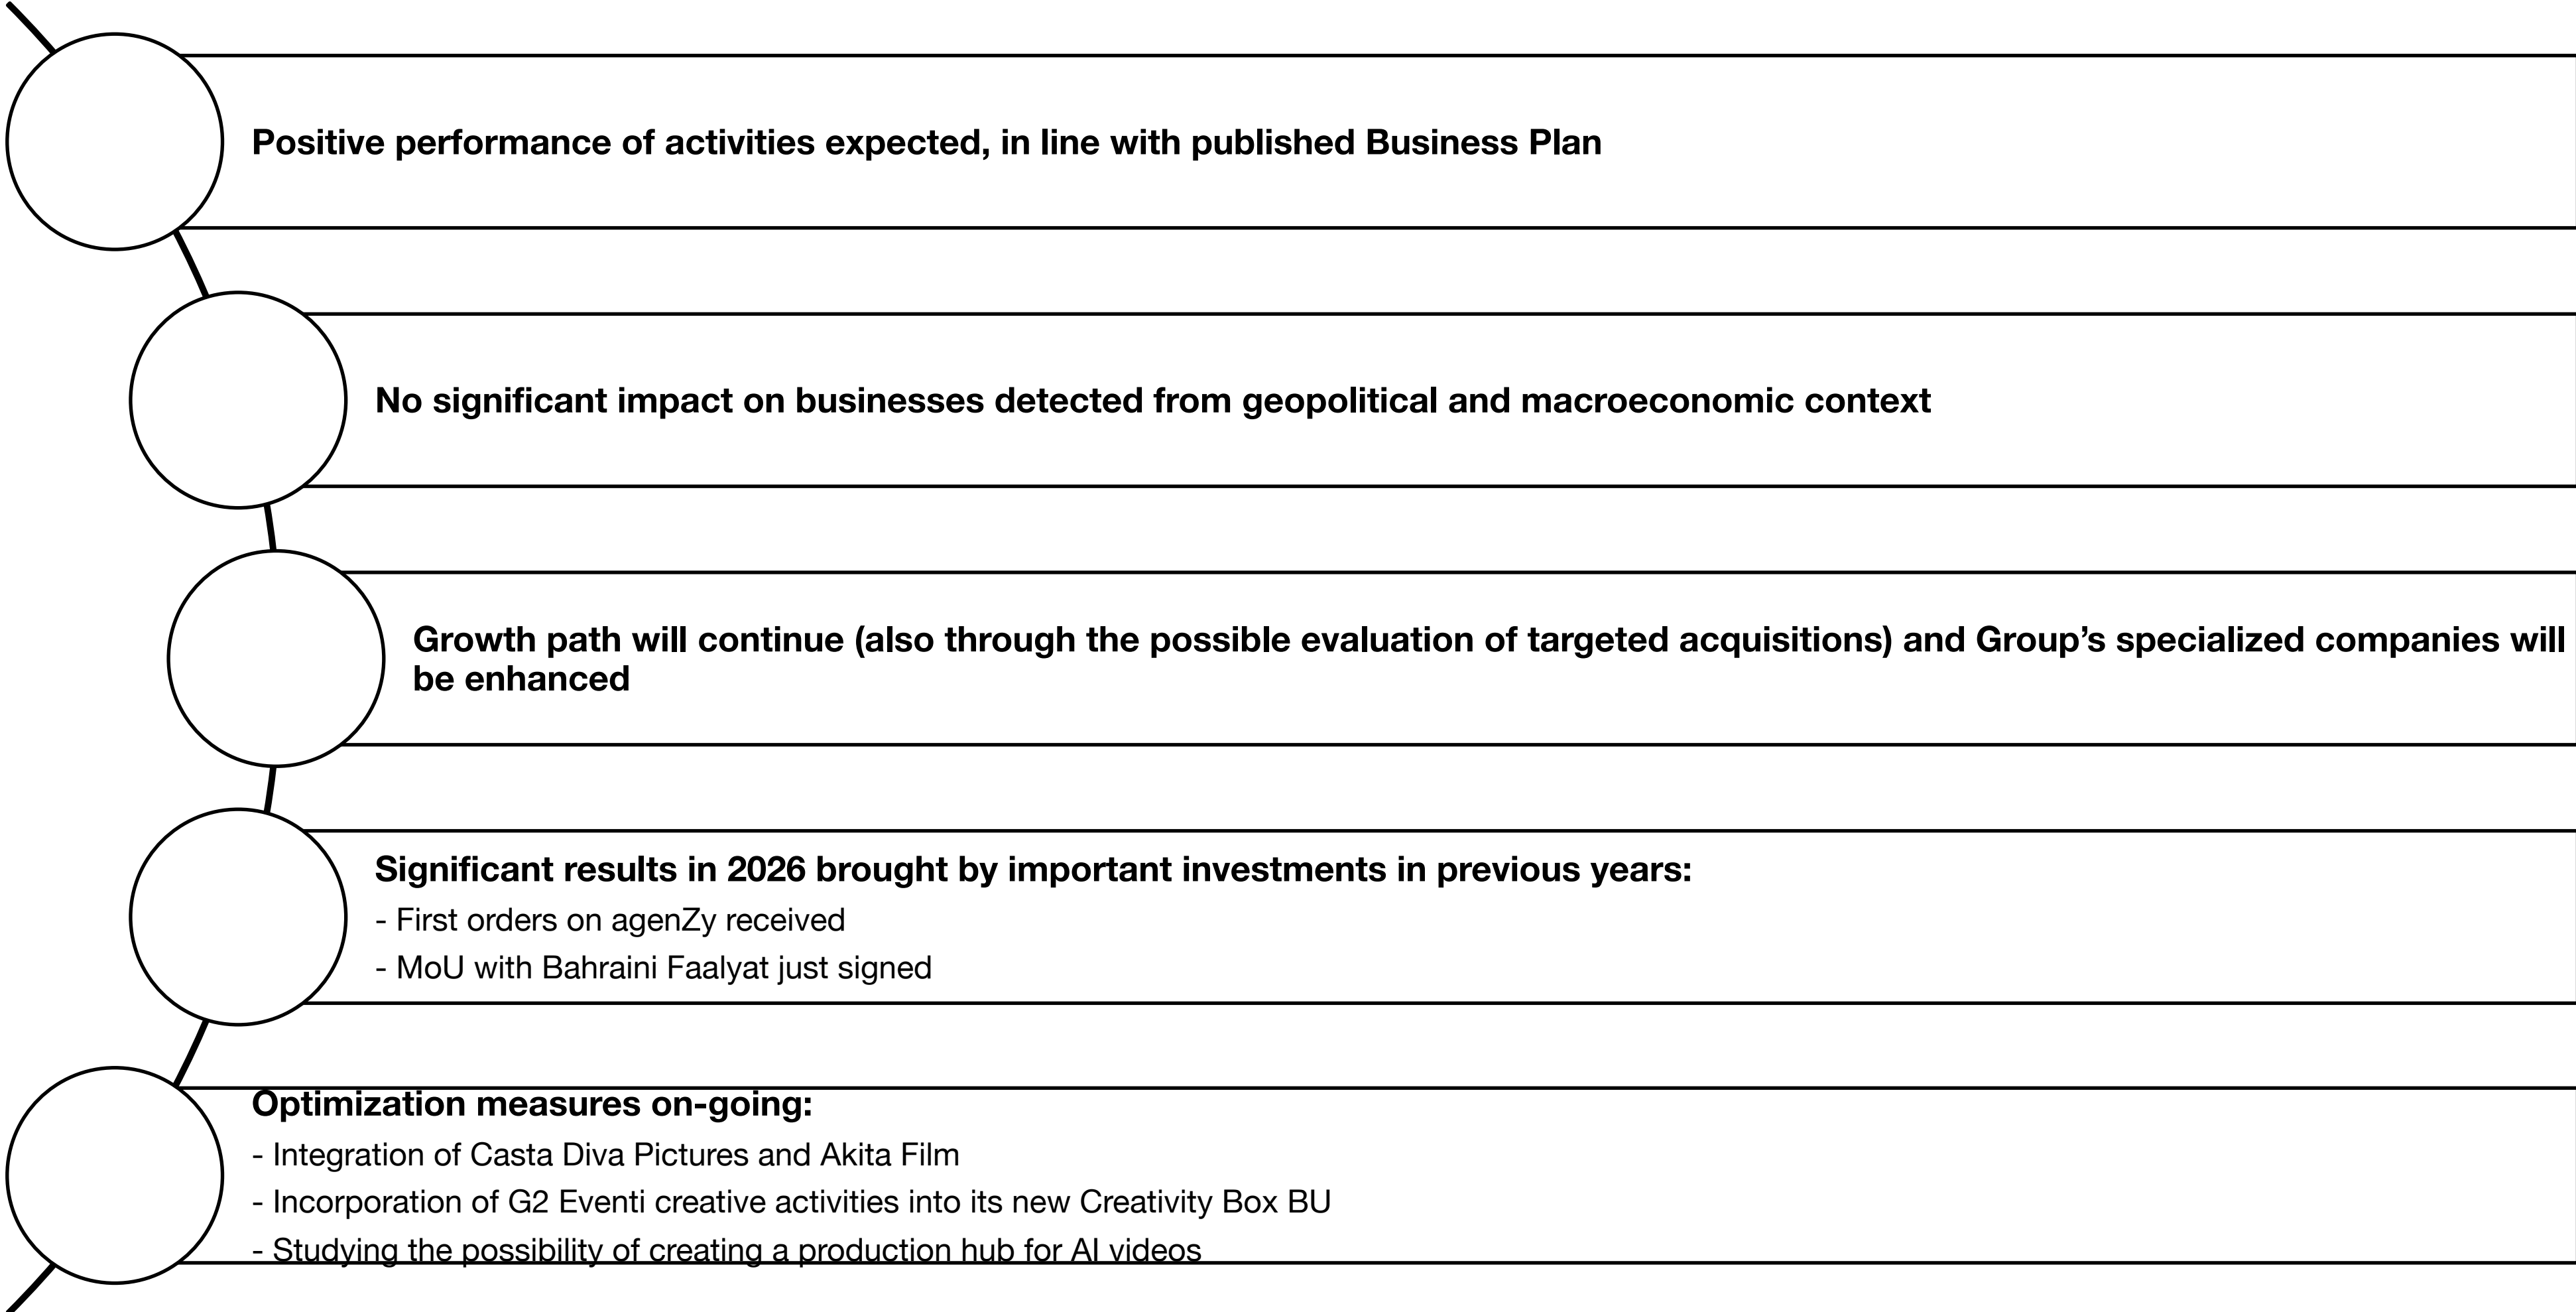 Positive performance of activities expected, in line with published Business Plan
No significant impact on businesses detected from geopolitical and macroeconomic context
Growth path will continue (also through the possible evaluation of targeted acquisitions) and Group’s specialized companies will
be enhanced
Significant results in 2026 brought by important investments in previous years:
- First orders on agenZy received
- MoU with Bahraini Faalyat just signed
Optimization measures on-going:
- Integration of Casta Diva Pictures and Akita Film
- Incorporation of G2 Eventi creative activities into its new Creativity Box BU
- Studying the possibility of creating a production hub for AI videos